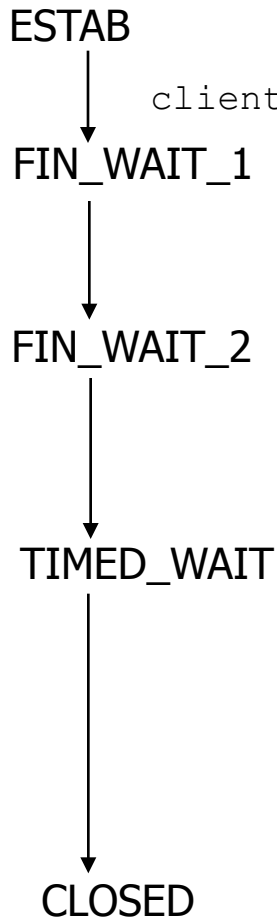 ESTAB
client
FIN_WAIT_1
FIN_WAIT_2
TIMED_WAIT
CLOSED